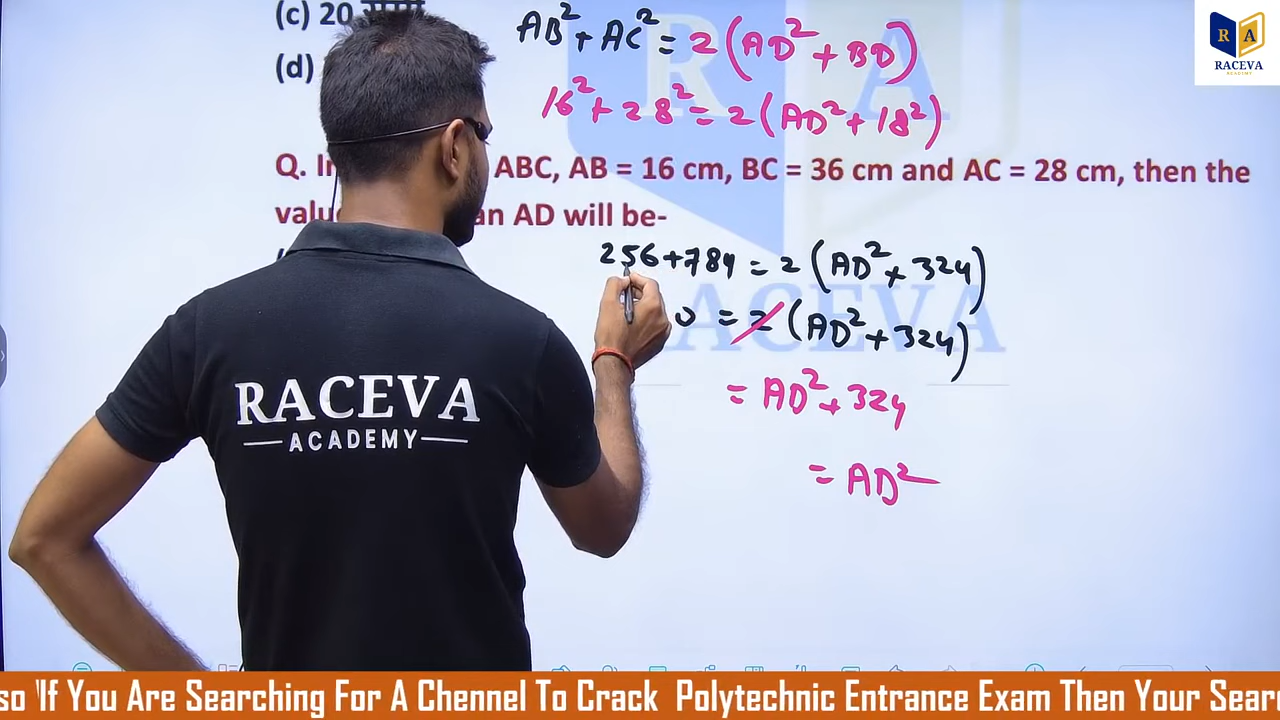 (c) 20
(d)
AB² + AC² = 2(AD² + BD)
16² + 28² = 2(AD² + 18²)
Q. In ABC, AB = 16 cm, BC = 36 cm and AC = 28 cm, then the
an AD will be-
256 + 784 = 2(AD² + 324)
0 = 2(AD² + 324)
= AD² + 324
= AD²
RA
RACEVA
RACEVA
ACADEMY
R A
RACEVA
ACADEMY
so 'If You Are Searching For A Chennel To Crack Polytechnic Entrance Exam Then Your Sear